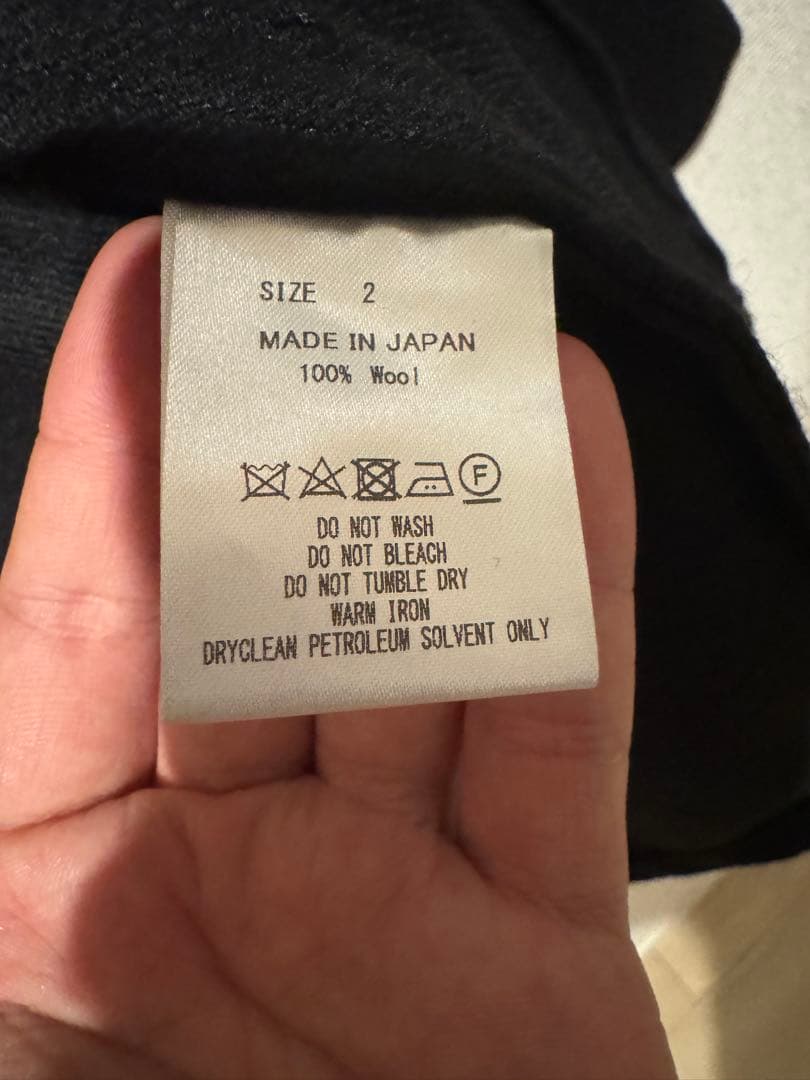 SIZE 2
MADE IN JAPAN
100% Wool
F
DO NOT WASH
DO NOT BLEACH
DO NOT TUMBLE DRY
WARM IRON
DRYCLEAN PETROLEUM SOLVENT ONLY